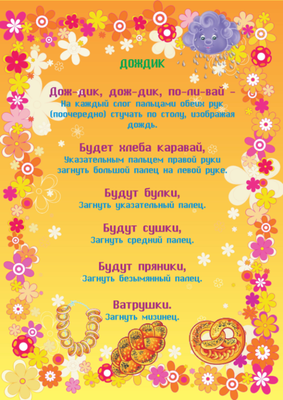 ДОЖДИК
Дож-дик, дож-дик, по-ли-вай -
На каждый слог пальцами обеих рук
(поочредно) стучать по столу, изображая
дождь.
Будет хлеба каравай,
Указательным пальцем правой руки
загнуть большой палец на левой руке.
Будут булки,
Загнуть указательный палец.
Будут сушки,
Загнуть средний палец.
Будут пряники,
Загнуть безымянный палец.
Ватрушки.
Загнуть мизинец.